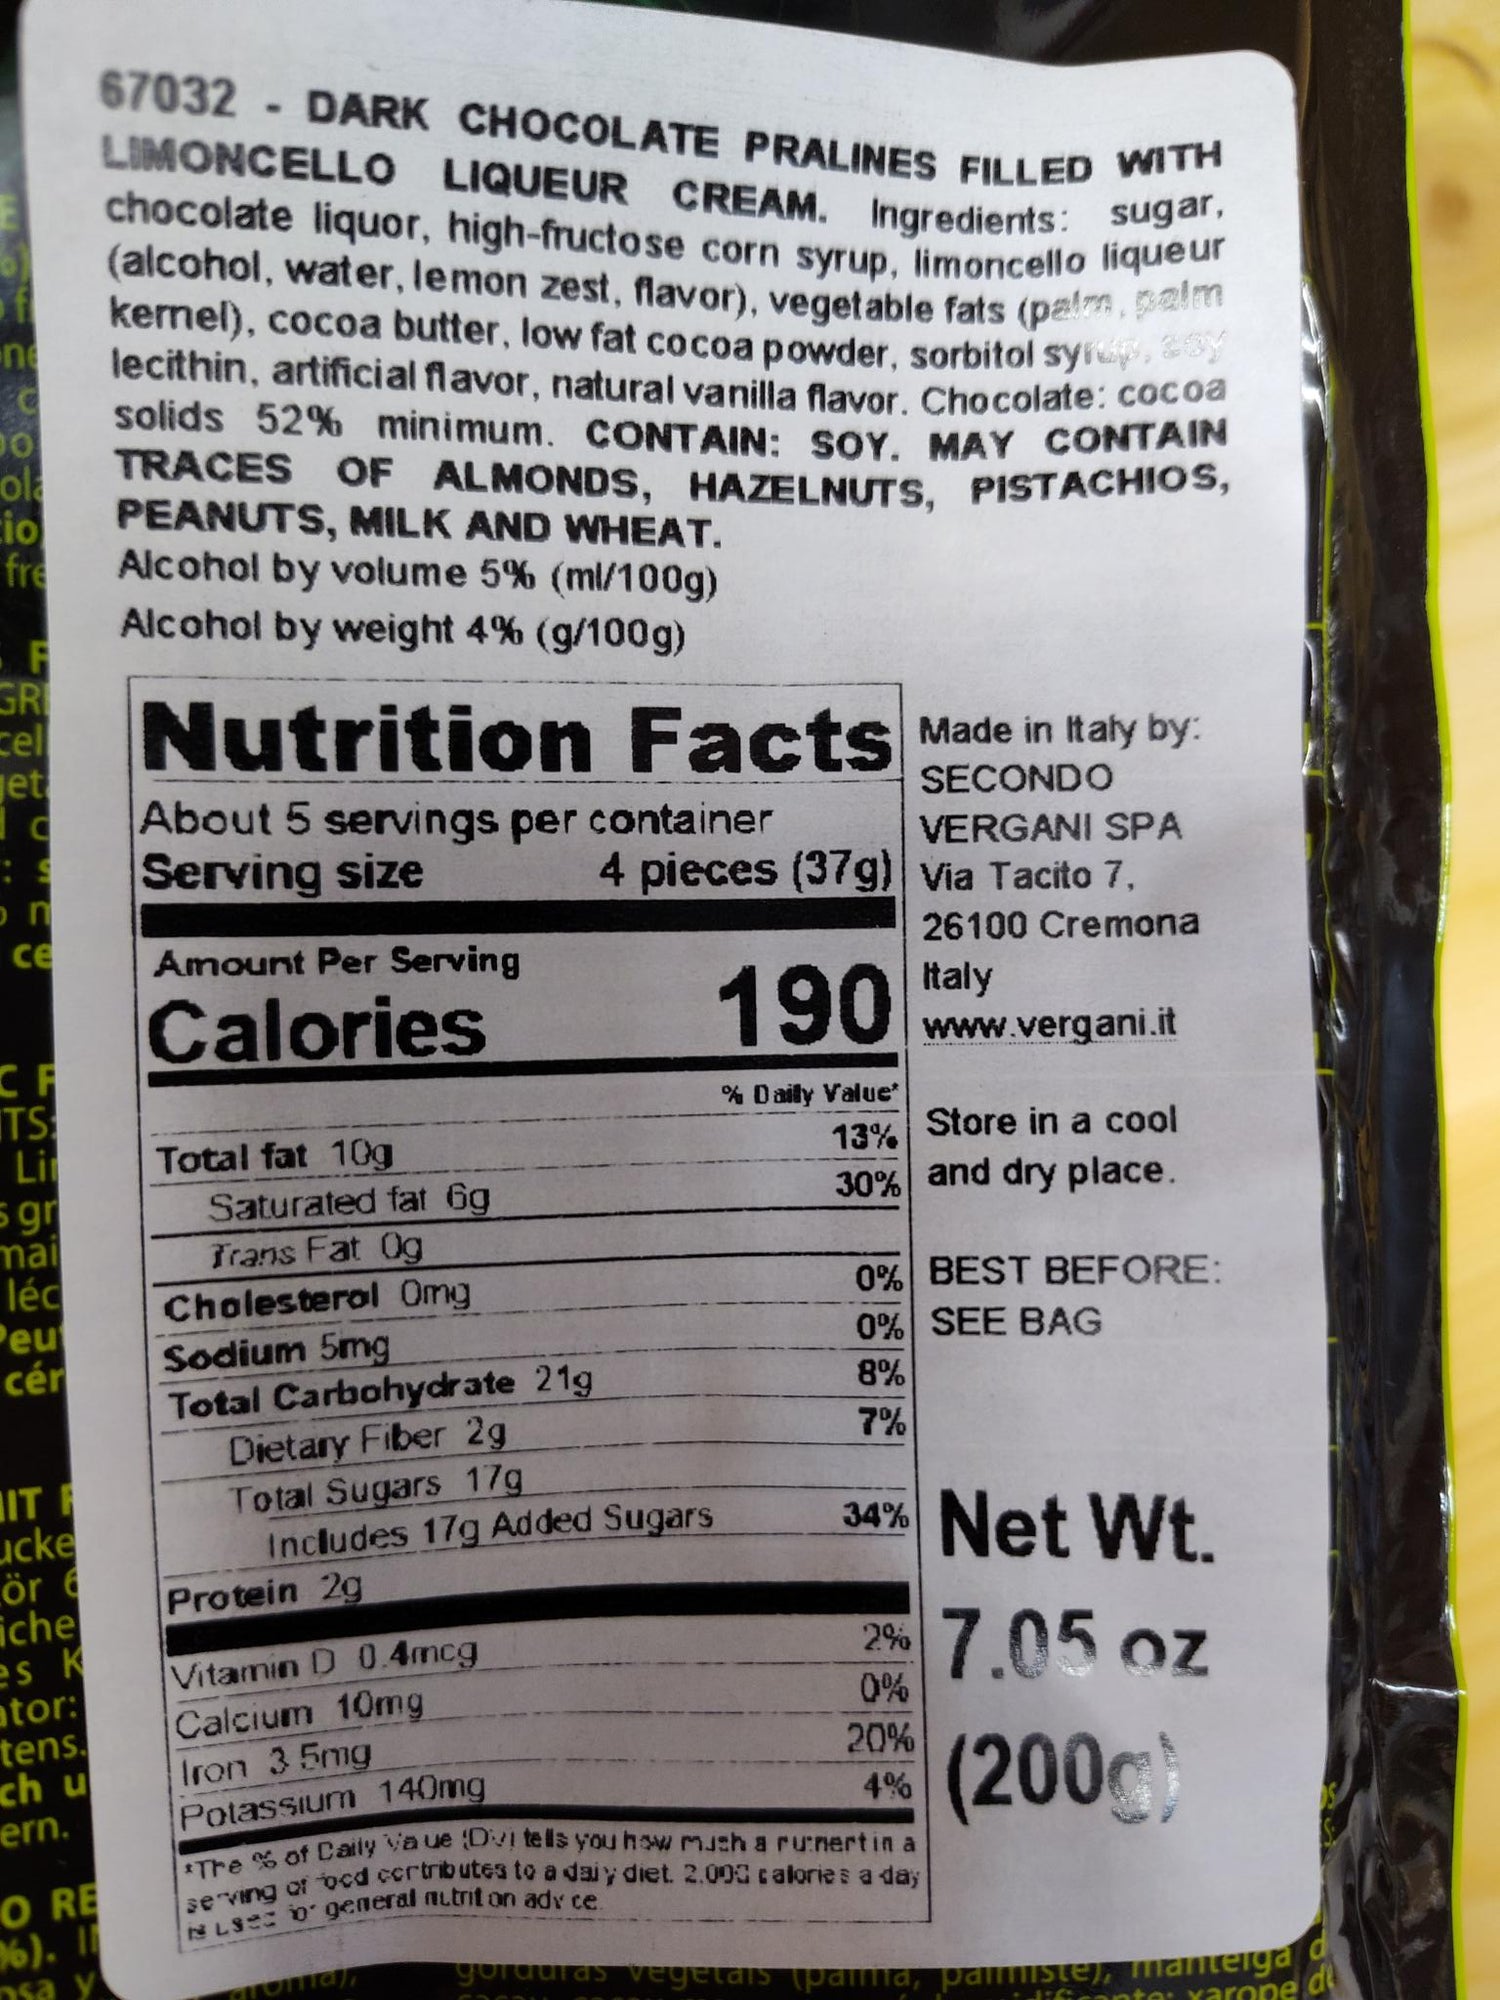 67032 - DARK CHOCOLATE PRALINES FILLED WITH
LIMONCELLO LIQUEUR CREAM. Ingredients: sugar,
chocolate liquor, high-fructose corn syrup, limoncello liqueur
(alcohol, water, lemon zest, flavor), vegetable fats (palm, palm
kernel), cocoa butter, low fat cocoa powder, sorbitol syrup, soy
lecithin, artificial flavor, natural vanilla flavor. Chocolate: cocoa
solids 52% minimum. CONTAIN: SOY. MAY CONTAIN
TRACES OF ALMONDS, HAZELNUTS, PISTACHIOS,
PEANUTS, MILK AND WHEAT.
Alcohol by volume 5% (ml/100g)
Alcohol by weight 4% (g/100g)
Nutrition Facts
About 5 servings per container
Serving size 4 pieces (37g)
Amount Per Serving
Calories 190
% Daily Value*
Total fat 10g 13%
Saturated fat 6g 30%
Trans Fat 0g
Cholesterol 0mg 0%
Sodium 5mg 0%
Total Carbohydrate 21g 8%
Dietary Fiber 2g 7%
Total Sugars 17g
Includes 17g Added Sugars 34%
Protein 2g
Vitamin D 0.4mcg 2%
Calcium 10mg 0%
Iron 3.5mg 20%
Potassium 140mg 4%
*The % of Daily Value (DV) tells you how much a nutrient in a
serving of food contributes to a daily diet. 2.000 calories a day
is used for general nutrition advice.
Made in Italy by:
SECONDO
VERGANI SPA
Via Tacito 7,
26100 Cremona
Italy
www.vergani.it
Store in a cool
and dry place.
BEST BEFORE:
SEE BAG
Net Wt.
7.05 oz
(200g)
gorduras vegetais (palma, palmiste), manteiga
xarope